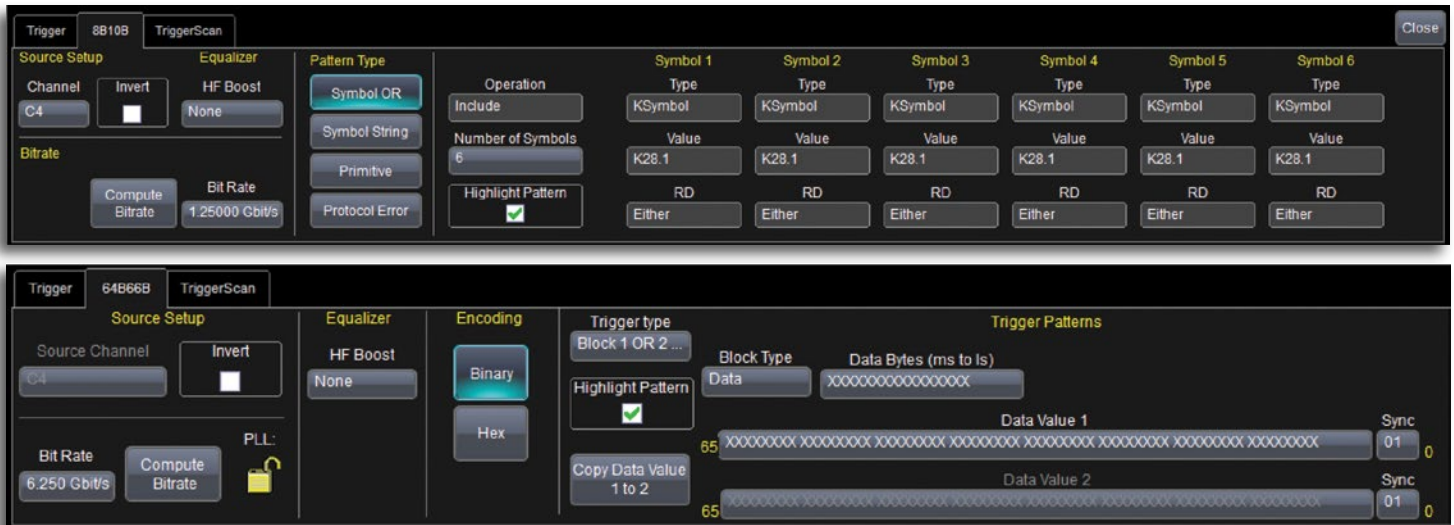 Trigger 8B10B TriggerScan Close
Source Setup Equalizer Pattern Type Symbol 1 Symbol 2 Symbol 3 Symbol 4 Symbol 5 Symbol 6
Channel Invert HF Boost Symbol OR Operation Type Type Type Type Type Type
C4 None Include KSymbol KSymbol KSymbol KSymbol KSymbol KSymbol
Symbol String Number of Symbols Value Value Value Value Value Value
Bitrate 6 K28.1 K28.1 K28.1 K28.1 K28.1 K28.1
Primitive
Compute Bitrate Bit Rate Highlight Pattern RD RD RD RD RD RD
1.25000 Gbit/s Protocol Error Either Either Either Either Either Either
Trigger 64B66B TriggerScan
Source Setup Equalizer Encoding Trigger type Trigger Patterns
Source Channel Invert HF Boost Binary Block 1 OR 2 ... Block Type Data Bytes (ms to ls)
C4 None Highlight Pattern Data XXXXXXXXXXXXXXXX
Hex Data Value 1 Sync
PLL: 65 XXXXXXXX XXXXXXXX XXXXXXXX XXXXXXXX XXXXXXXX XXXXXXXX XXXXXXXX XXXXXXXX 01 0
Bit Rate Compute Bitrate Copy Data Value 1 to 2 Data Value 2 Sync
6.250 Gbit/s 65 XXXXXXXX XXXXXXXX XXXXXXXX XXXXXXXX XXXXXXXX XXXXXXXX XXXXXXXX XXXXXXXX 01 0